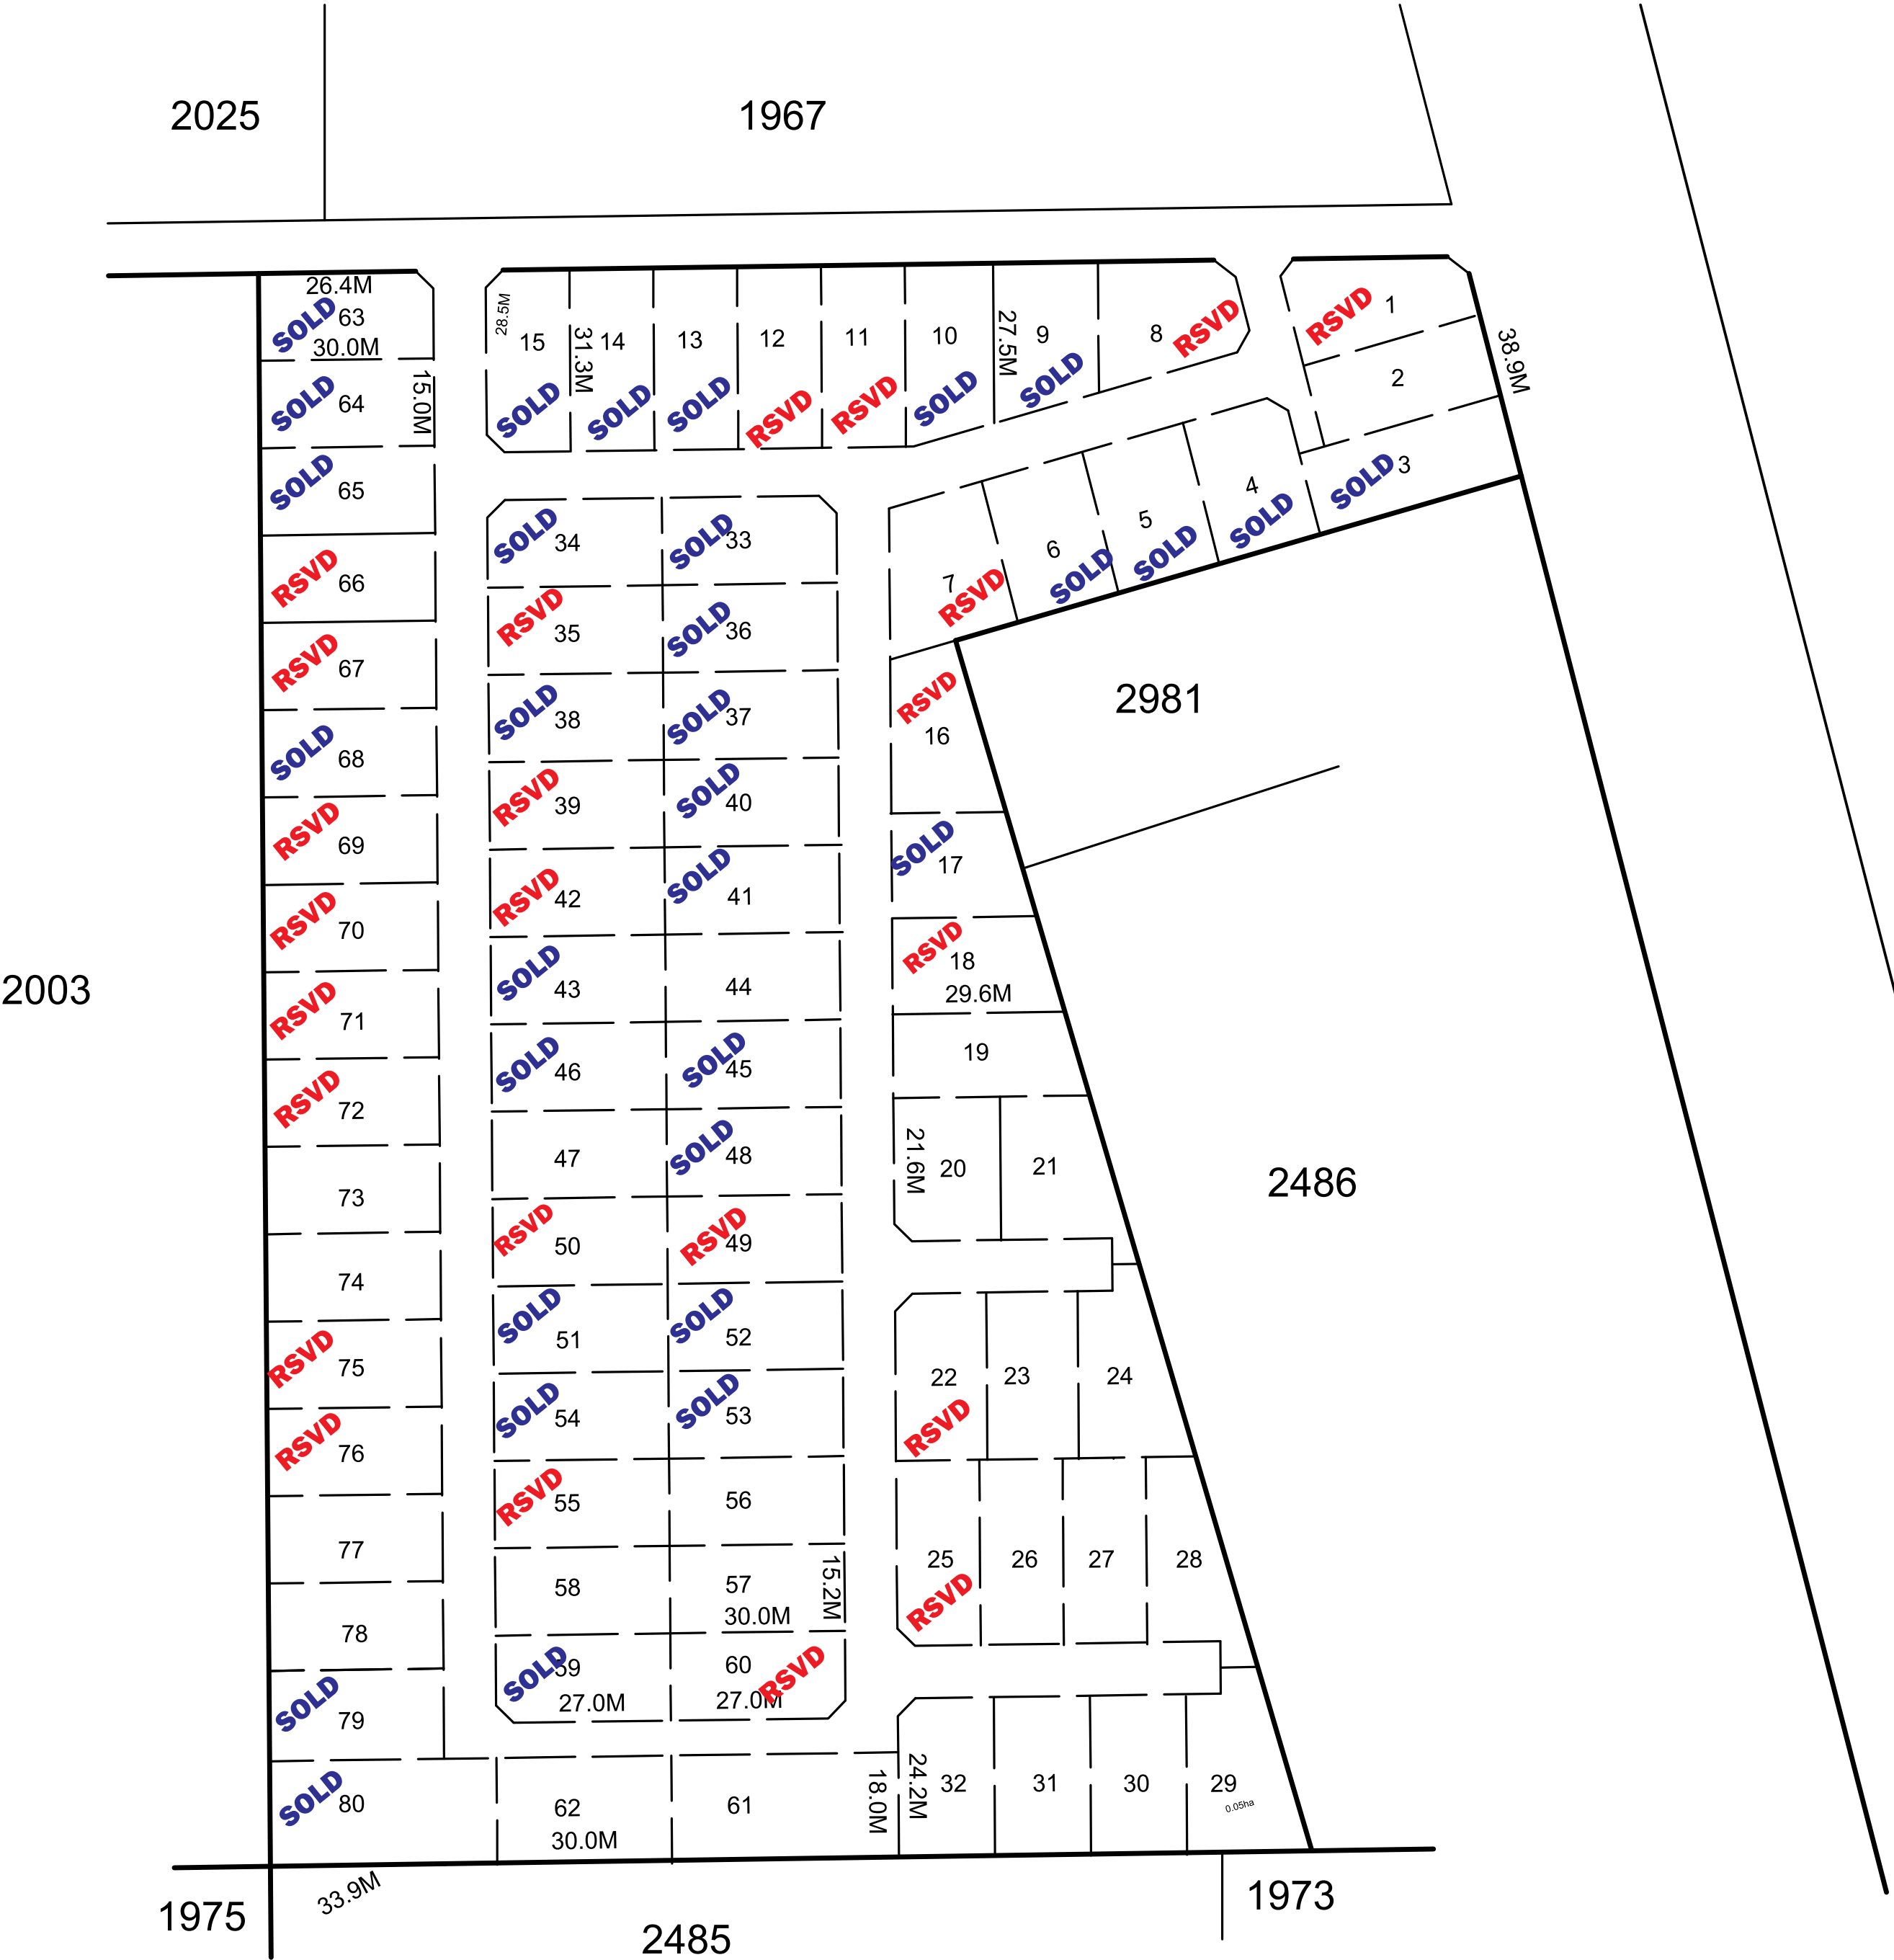 2025
1967
26.4M
SOLD
63
30.0M
SOLD
64
15.0M
SOLD
65
RSVD
66
RSVD
67
SOLD
68
RSVD
69
RSVD
70
RSVD
71
RSVD
72
73
74
RSVD
75
RSVD
76
77
78
SOLD
79
SOLD
80
28.5M
15
SOLD
31.3M
14
SOLD
13
SOLD
12
RSVD
11
RSVD
10
SOLD
27.5M
9
SOLD
8
RSVD
RSVD
1
2
38.9M
SOLD
3
4
SOLD
5
SOLD
6
SOLD
7
RSVD
SOLD
34
SOLD
33
RSVD
35
SOLD
36
SOLD
38
SOLD
37
RSVD
39
SOLD
40
RSVD
42
SOLD
41
SOLD
43
44
SOLD
46
SOLD
45
47
SOLD
48
RSVD
50
RSVD
49
SOLD
51
SOLD
52
SOLD
54
SOLD
53
RSVD
55
56
58
57
30.0M
15.2M
SOLD
59
27.0M
60
RSVD
27.0M
62
30.0M
61
18.0M
RSVD
16
SOLD
17
RSVD
18
29.6M
19
21.6M
20
21
22
RSVD
23
24
25
RSVD
26
27
28
24.2M
32
31
30
29
0.05ha
2981
2486
2003
1975
33.9M
2485
1973